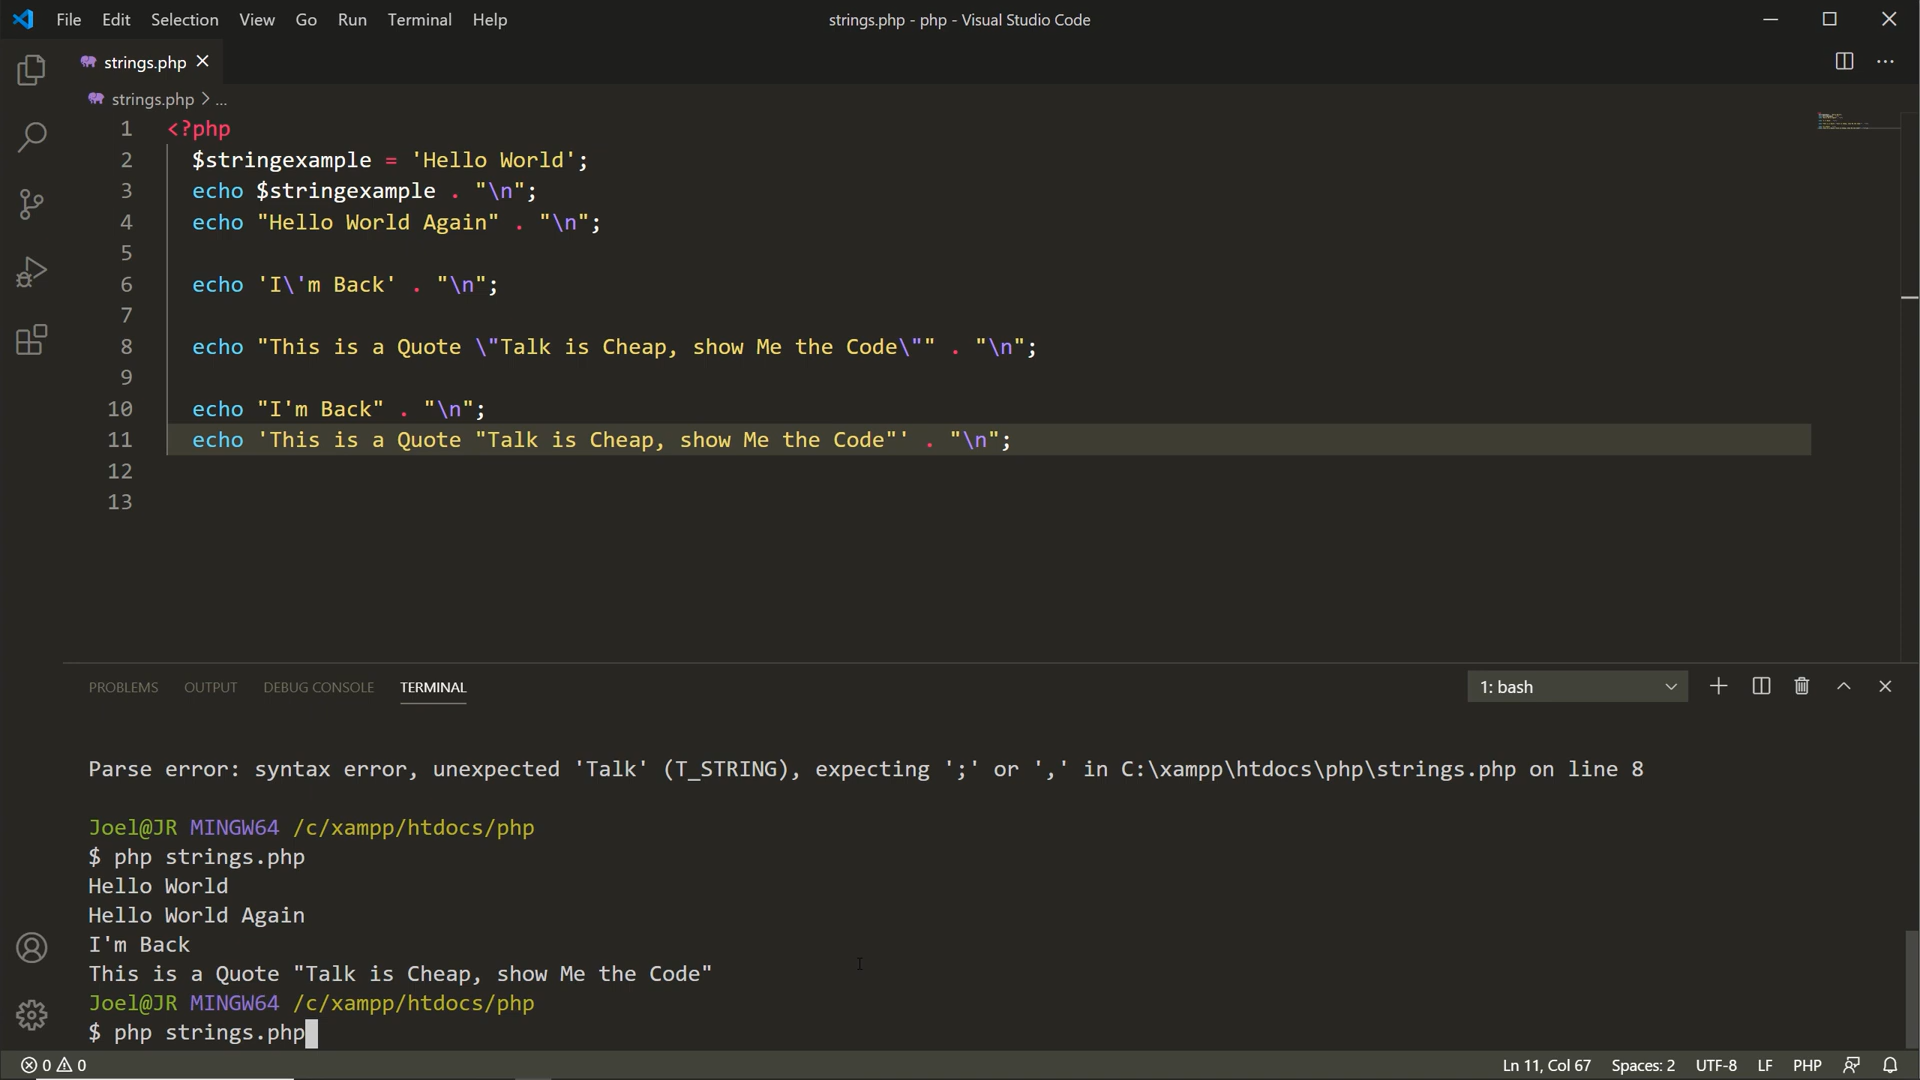 File Edit Selection View Go Run Terminal Help
strings.php - php - Visual Studio Code
strings.php
strings.php > ...
1 <?php
2 $stringexample = 'Hello World';
3 echo $stringexample . "\n";
4 echo "Hello World Again" . "\n";
5
6 echo 'I\'m Back' . "\n";
7
8 echo "This is a Quote \"Talk is Cheap, show Me the Code\"" . "\n";
9
10 echo "I'm Back" . "\n";
11 echo 'This is a Quote "Talk is Cheap, show Me the Code"' . "\n";
12
13
PROBLEMS OUTPUT DEBUG CONSOLE TERMINAL 1: bash
Parse error: syntax error, unexpected 'Talk' (T_STRING), expecting ';' or ',' in C:\xampp\htdocs\php\strings.php on line 8
Joel@JR MINGW64 /c/xampp/htdocs/php
$ php strings.php
Hello World
Hello World Again
I'm Back
This is a Quote "Talk is Cheap, show Me the Code"
Joel@JR MINGW64 /c/xampp/htdocs/php
$ php strings.php
0 0 Ln 11, Col 67 Spaces: 2 UTF-8 LF PHP